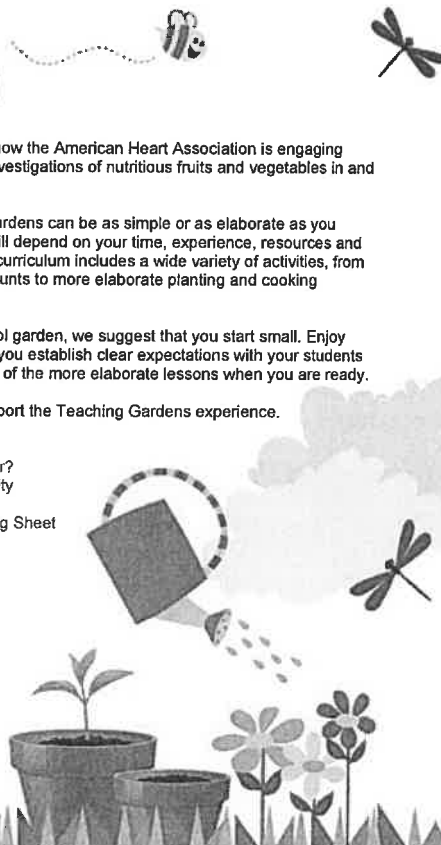 ow the American Heart Association is engaging
vestigations of nutritious fruits and vegetables in and
rdens can be as simple or as elaborate as you
ll depend on your time, experience, resources and
curriculum includes a wide variety of activities, from
unts to more elaborate planting and cooking
ol garden, we suggest that you start small. Enjoy
you establish clear expectations with your students
of the more elaborate lessons when you are ready.
port the Teaching Gardens experience.
r?
ty
g Sheet